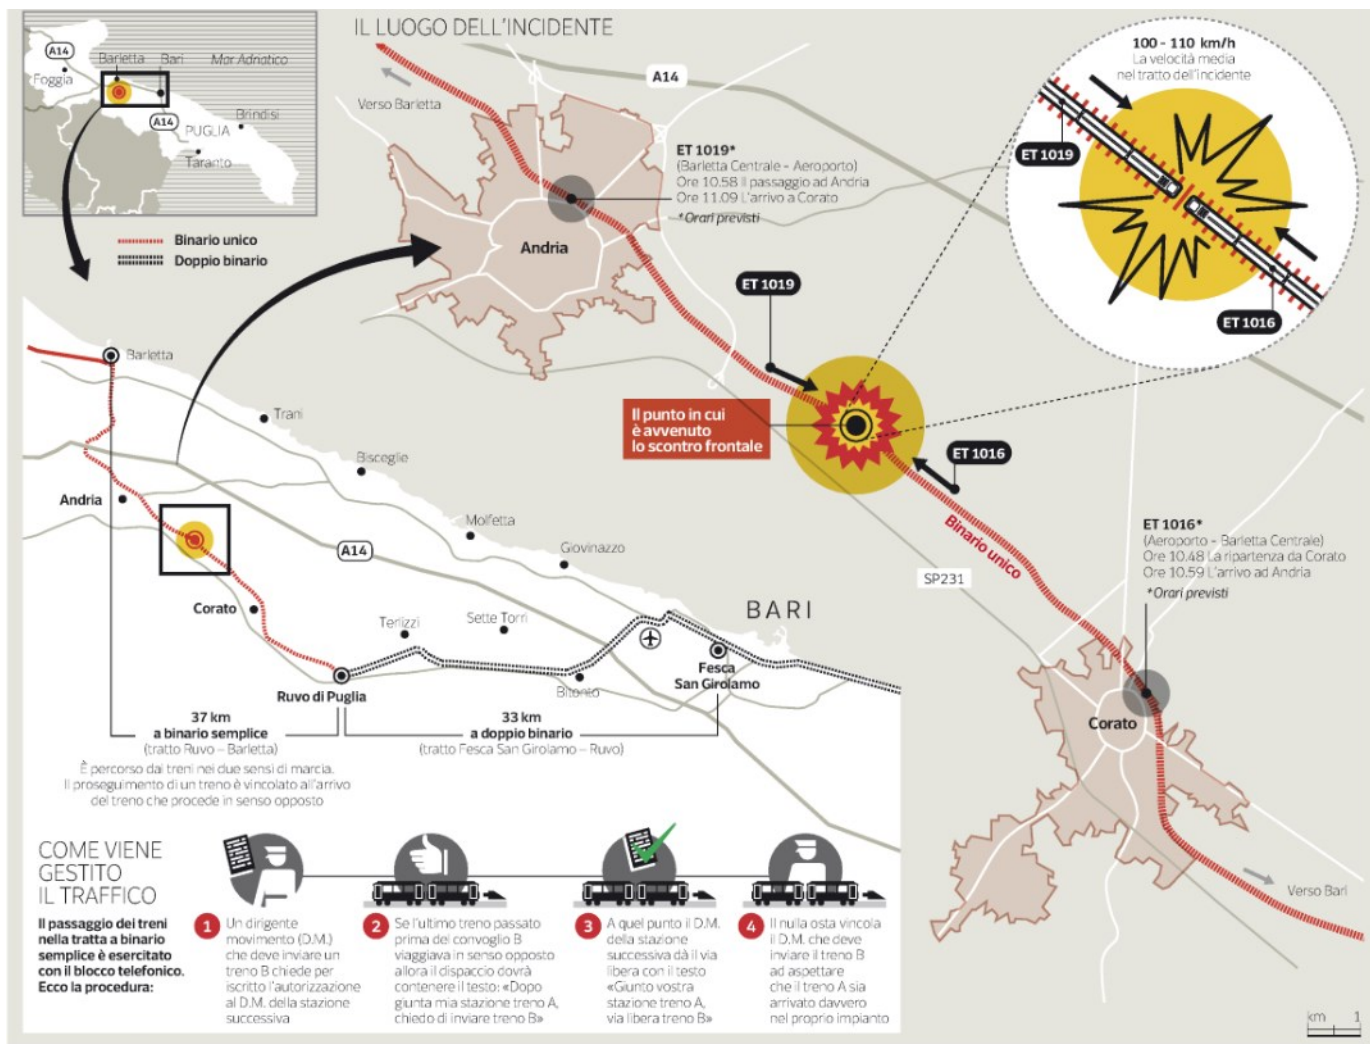 IL LUOGO DELL'INCIDENTE
A14
Foggia
Barletta
Bari
Mar Adriatico
A14
Brindisi
PUGLIA
Taranto
Binario unico
Doppio binario
Verso Barletta
A14
ET 1019*
(Barletta Centrale - Aeroporto)
Ore 10.58 Il passaggio ad Andria
Ore 11.09 L'arrivo a Corato
*Orari previsti
Andria
100 - 110 km/h
La velocità media
nel tratto dell'incidente
ET 1019
ET 1016
ET 1019
Il punto in cui
è avvenuto
lo scontro frontale
ET 1016
Binario unico
SP231
ET 1016*
(Aeroporto - Barletta Centrale)
Ore 10.48 La ripartenza da Corato
Ore 10.59 L'arrivo ad Andria
*Orari previsti
Corato
Verso Bari
km 1
Barletta
Trani
Bisceglie
Andria
Molfetta
A14
Giovinazzo
Corato
Terlizzi
Sette Torri
BARI
Ruvo di Puglia
Bitonto
Fesca
San Girolamo
37 km
a binario semplice
(tratto Ruvo – Barletta)
33 km
a doppio binario
(tratto Fesca San Girolamo – Ruvo)
È percorso dai treni nei due sensi di marcia.
Il proseguimento di un treno è vincolato all'arrivo
del treno che procede in senso opposto
COME VIENE
GESTITO
IL TRAFFICO
Il passaggio dei treni
nella tratta a binario
semplice è esercitato
con il blocco telefonico.
Ecco la procedura:
1
Un dirigente
movimento (D.M.)
che deve inviare un
treno B chiede per
iscritto l'autorizzazione
al D.M. della stazione
successiva
2
Se l'ultimo treno passato
prima del convoglio B
viaggiava in senso opposto
allora il dispaccio dovrà
contenere il testo: «Dopo
giunta mia stazione treno A,
chiedo di inviare treno B»
3
A quel punto il D.M.
della stazione
successiva dà il via
libera con il testo
«Giunto vostra
stazione treno A,
via libera treno B»
4
Il nulla osta vincola
il D.M. che deve
inviare il treno B
ad aspettare
che il treno A sia
arrivato davvero
nel proprio impianto